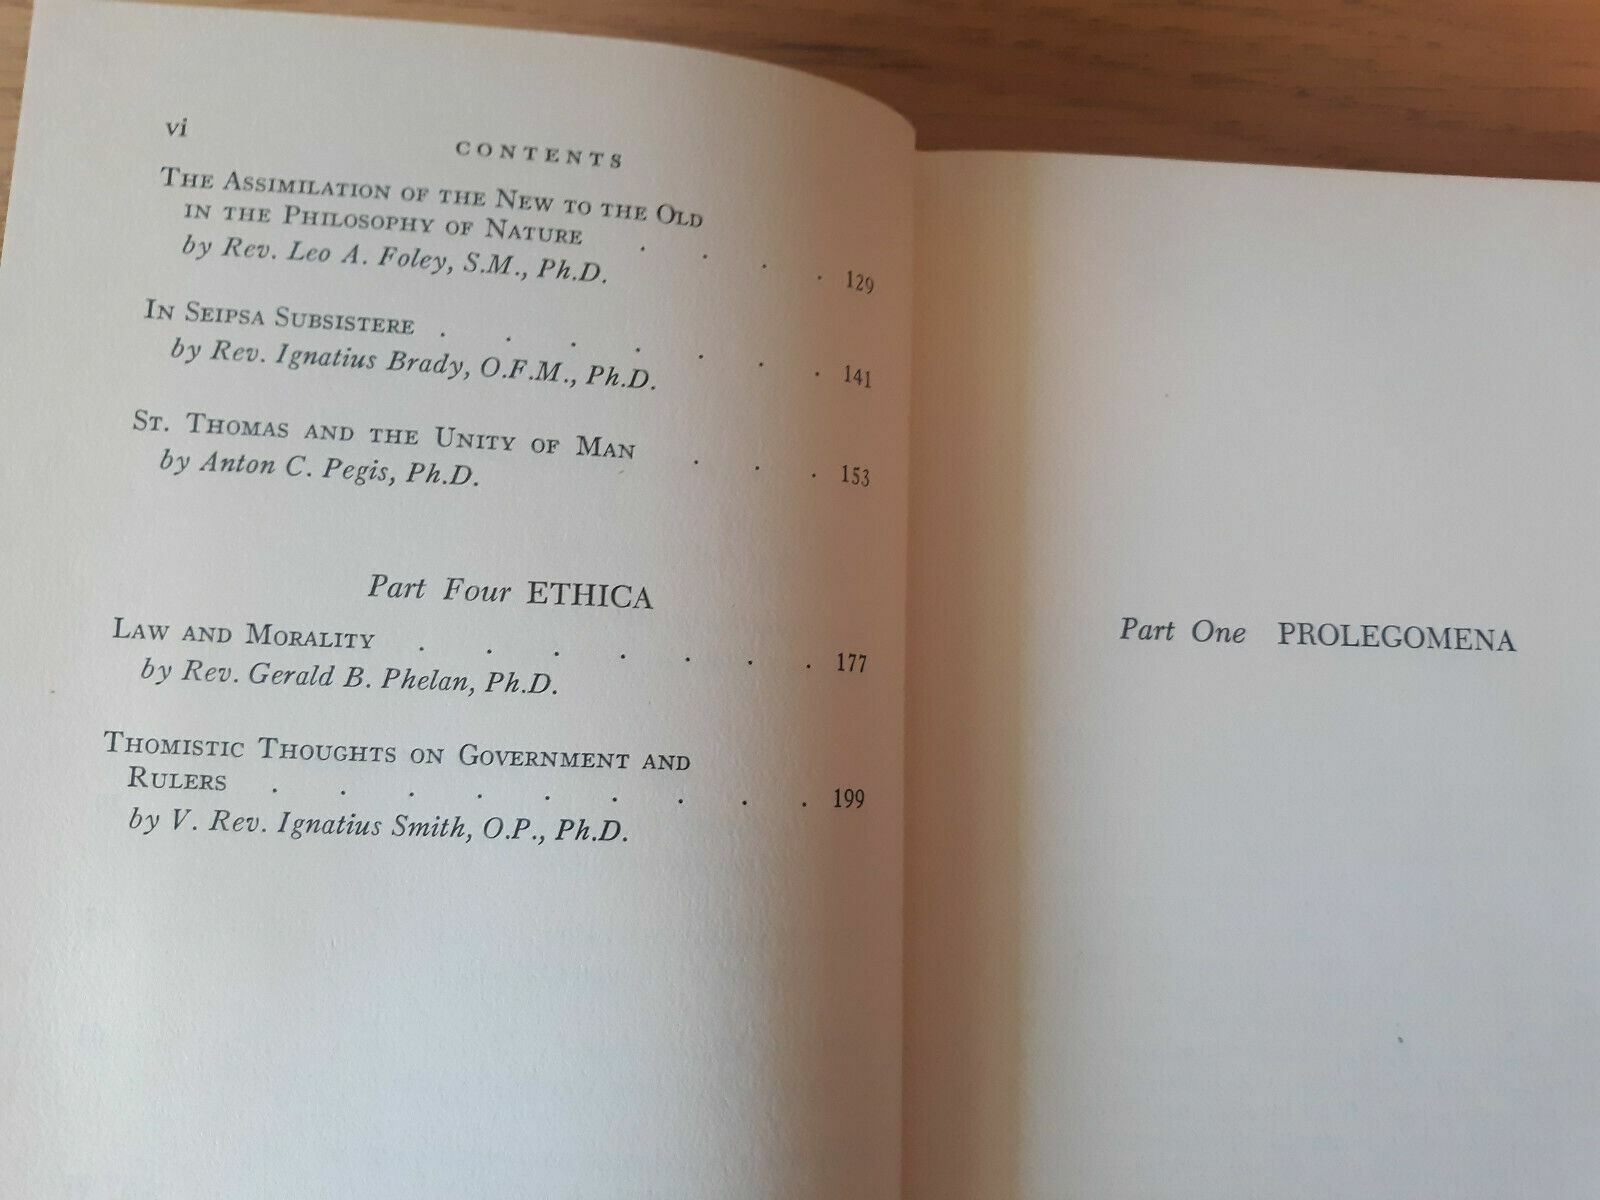 vi
CONTENTS
THE ASSIMILATION OF THE NEW TO THE OLD
IN THE PHILOSOPHY OF NATURE . . . . 129
by Rev. Leo A. Foley, S.M., Ph.D.
IN SEIPSA SUBSISTERE . . . . . . . 141
by Rev. Ignatius Brady, O.F.M., Ph.D.
ST. THOMAS AND THE UNITY OF MAN . . . 153
by Anton C. Pegis, Ph.D.
Part Four ETHICA
LAW AND MORALITY . . . . . . . 177
by Rev. Gerald B. Phelan, Ph.D.
THOMISTIC THOUGHTS ON GOVERNMENT AND
RULERS . . . . . . . . . 199
by V. Rev. Ignatius Smith, O.P., Ph.D.
Part One PROLEGOMENA